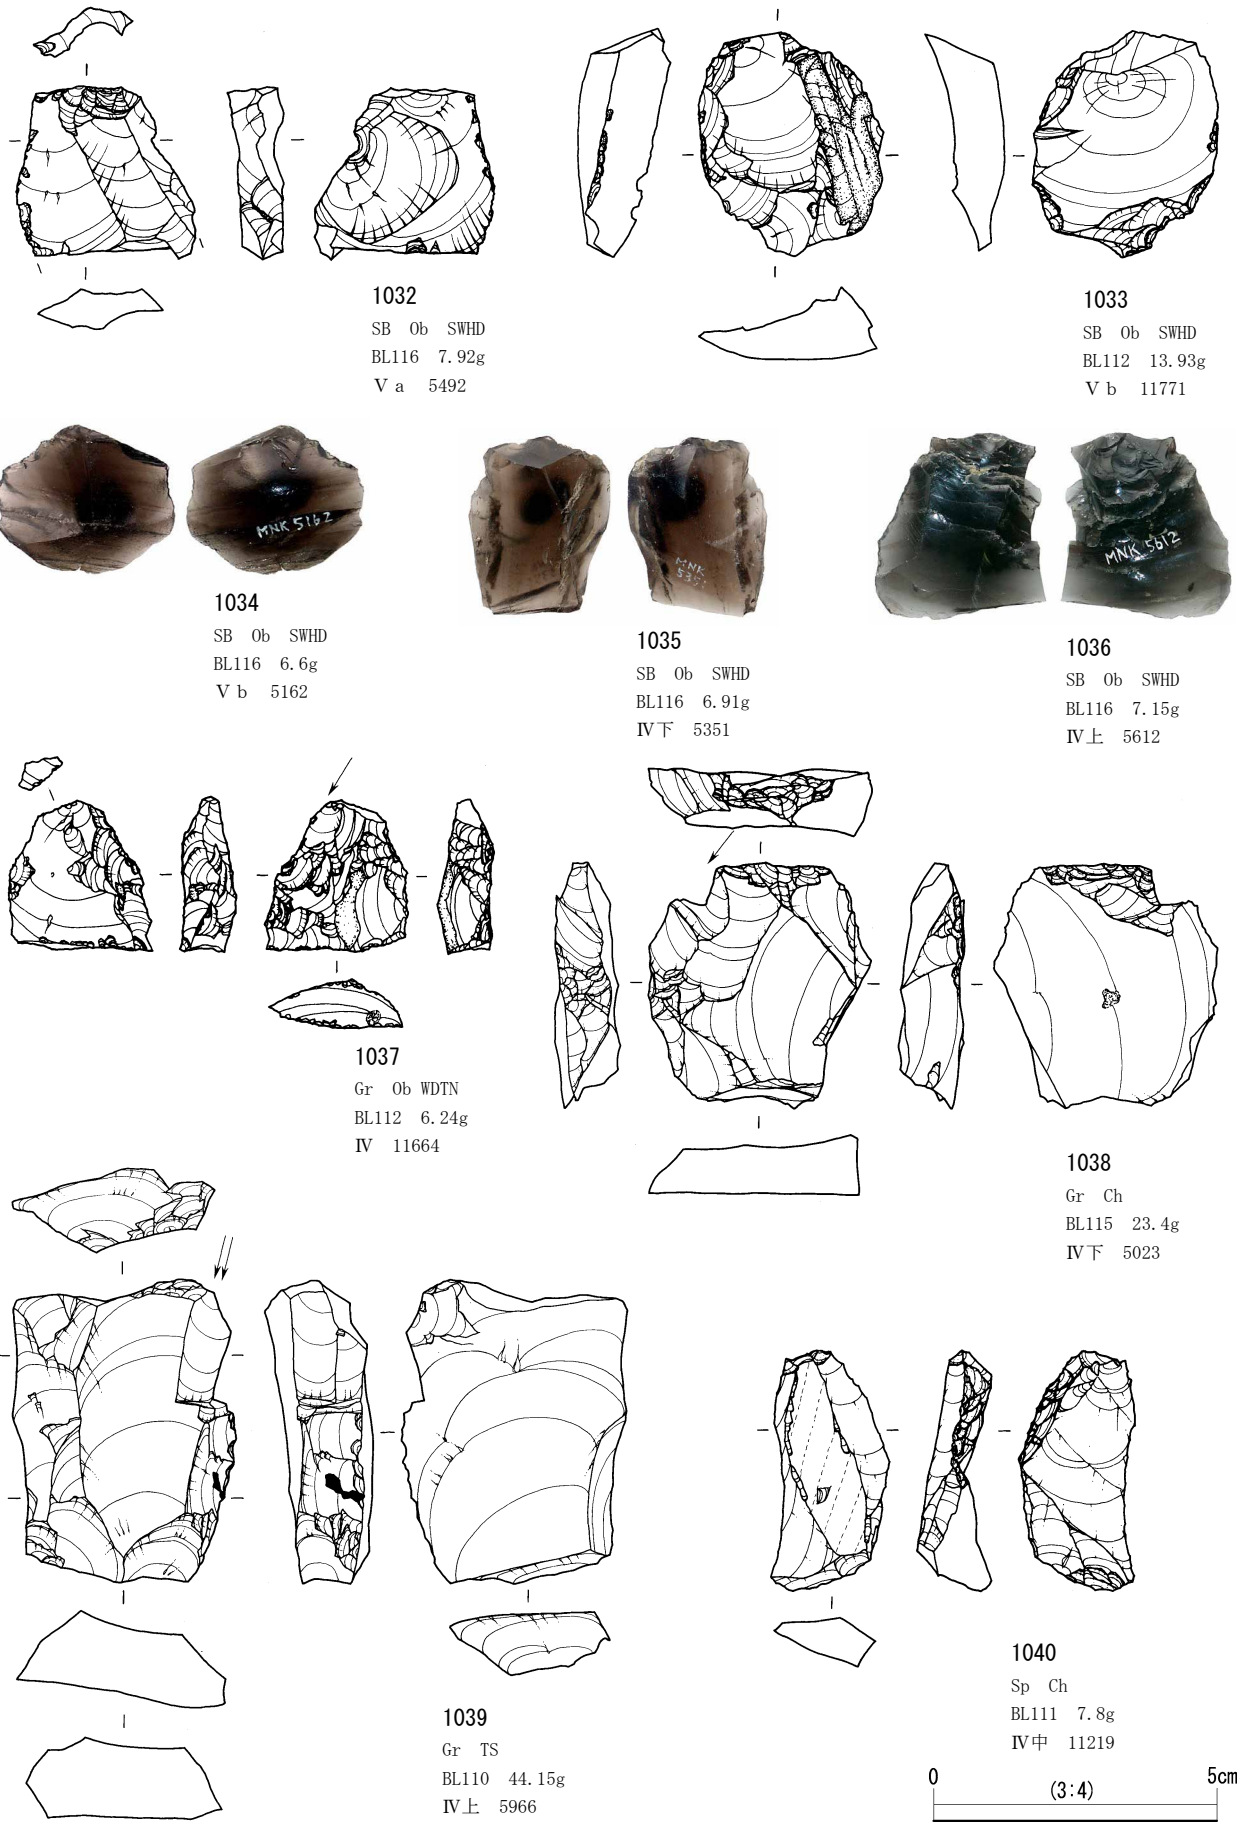 1032
SB Ob SWHD
BL116 7.92g
Ⅴa 5492
1033
SB Ob SWHD
BL112 13.93g
Ⅴb 11771
MNK 5162
1034
SB Ob SWHD
BL116 6.6g
Ⅴb 5162
MNK
1035
SB Ob SWHD
BL116 6.91g
Ⅳ下 5351
MNK 5612
1036
SB Ob SWHD
BL116 7.15g
Ⅳ上 5612
1037
Gr Ob WDTN
BL112 6.24g
Ⅳ 11664
1038
Gr Ch
BL115 23.4g
Ⅳ下 5023
1039
Gr TS
BL110 44.15g
Ⅳ上 5966
1040
Sp Ch
BL111 7.8g
Ⅳ中 11219
0 (3:4) 5cm